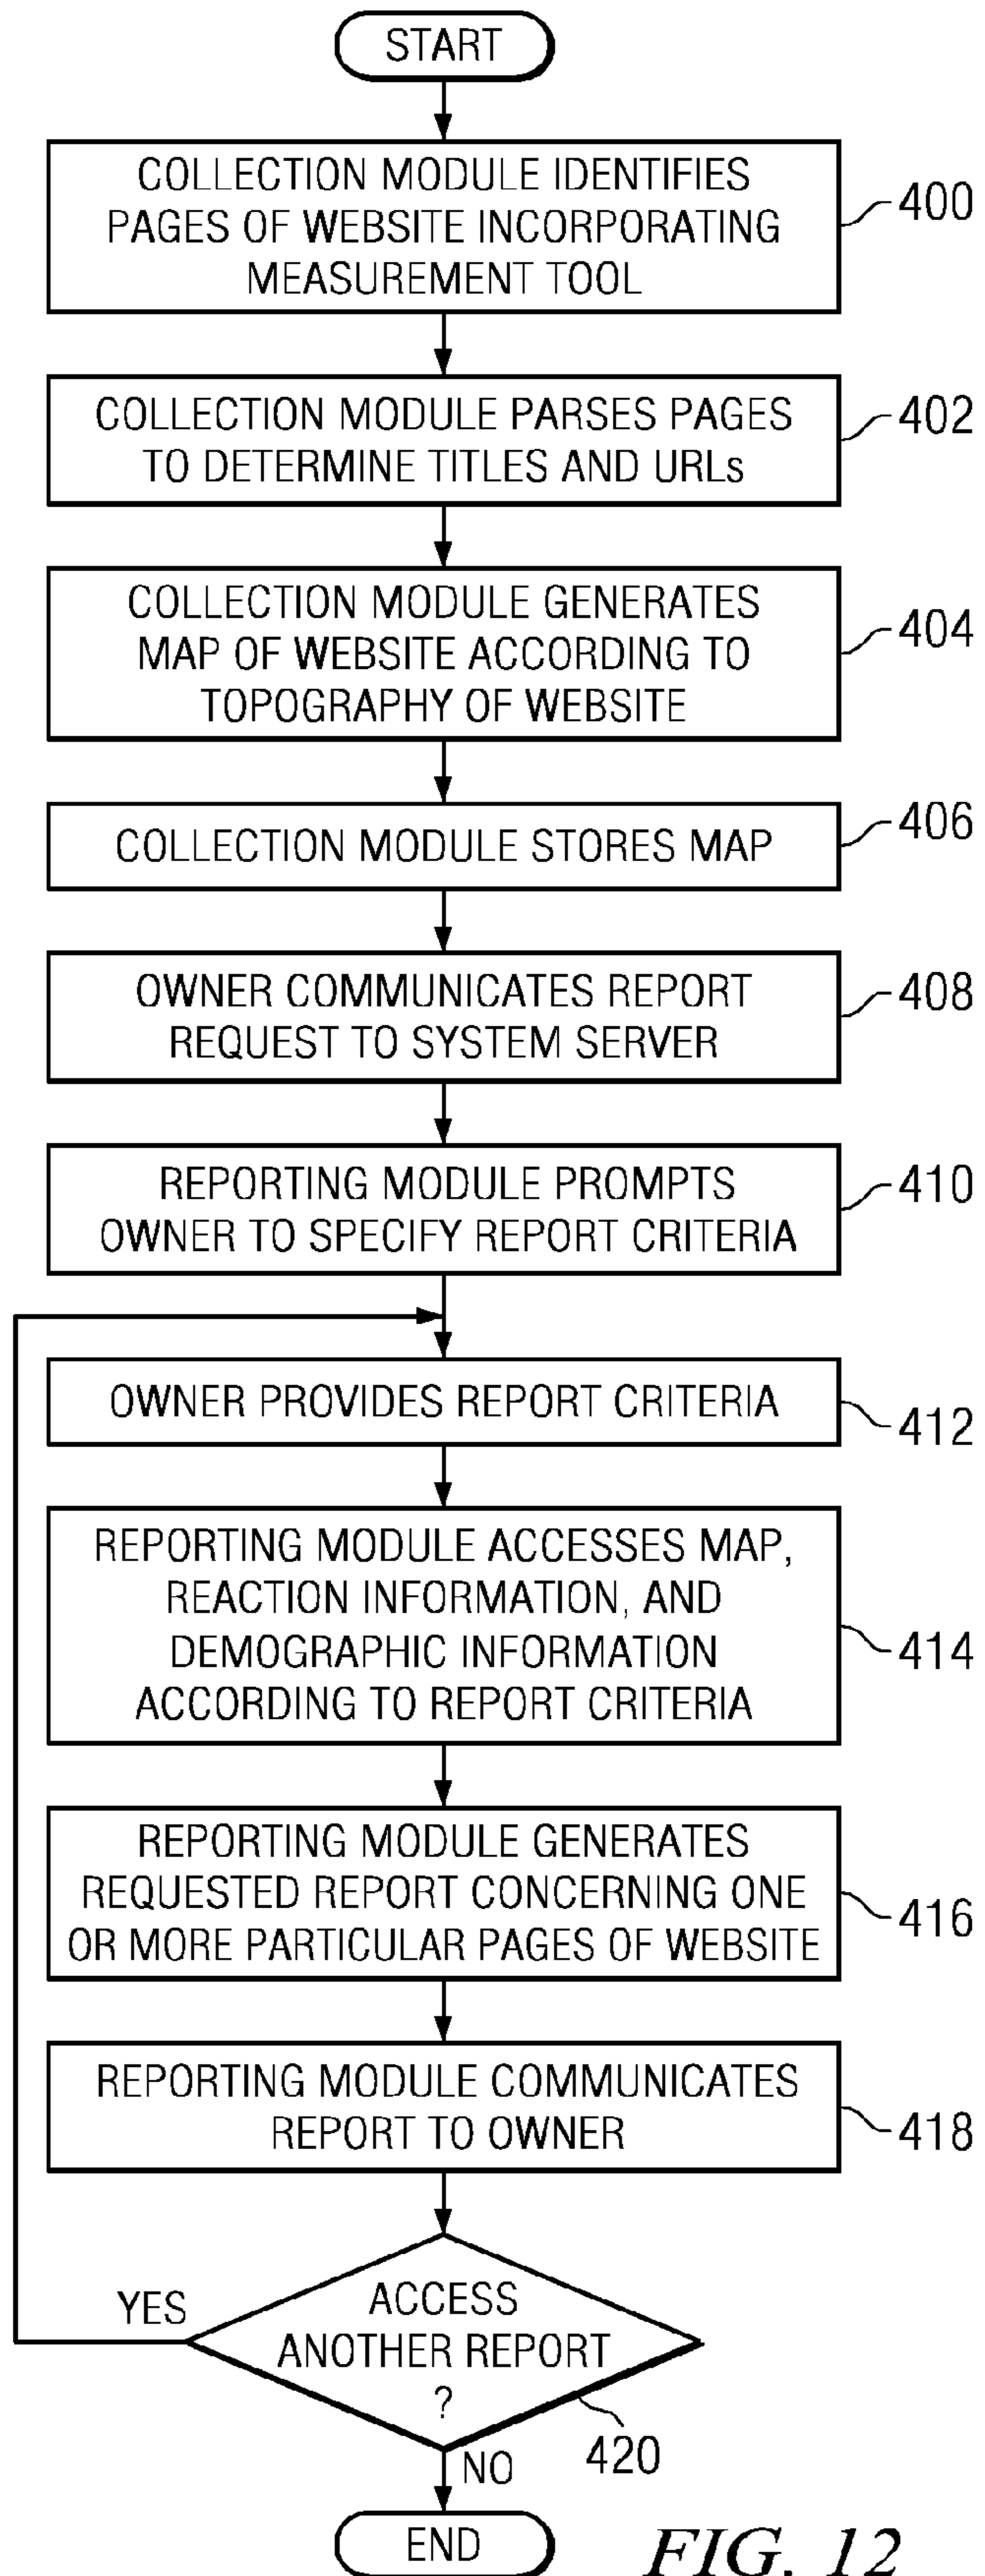 START
COLLECTION MODULE IDENTIFIES
PAGES OF WEBSITE INCORPORATING
MEASUREMENT TOOL
400
COLLECTION MODULE PARSES PAGES
TO DETERMINE TITLES AND URLs
402
COLLECTION MODULE GENERATES
MAP OF WEBSITE ACCORDING TO
TOPOGRAPHY OF WEBSITE
404
COLLECTION MODULE STORES MAP
406
OWNER COMMUNICATES REPORT
REQUEST TO SYSTEM SERVER
408
REPORTING MODULE PROMPTS
OWNER TO SPECIFY REPORT CRITERIA
410
OWNER PROVIDES REPORT CRITERIA
412
REPORTING MODULE ACCESSES MAP,
REACTION INFORMATION, AND
DEMOGRAPHIC INFORMATION
ACCORDING TO REPORT CRITERIA
414
REPORTING MODULE GENERATES
REQUESTED REPORT CONCERNING ONE
OR MORE PARTICULAR PAGES OF WEBSITE
416
REPORTING MODULE COMMUNICATES
REPORT TO OWNER
418
YES
ACCESS
ANOTHER REPORT
?
420
NO
END
FIG. 12